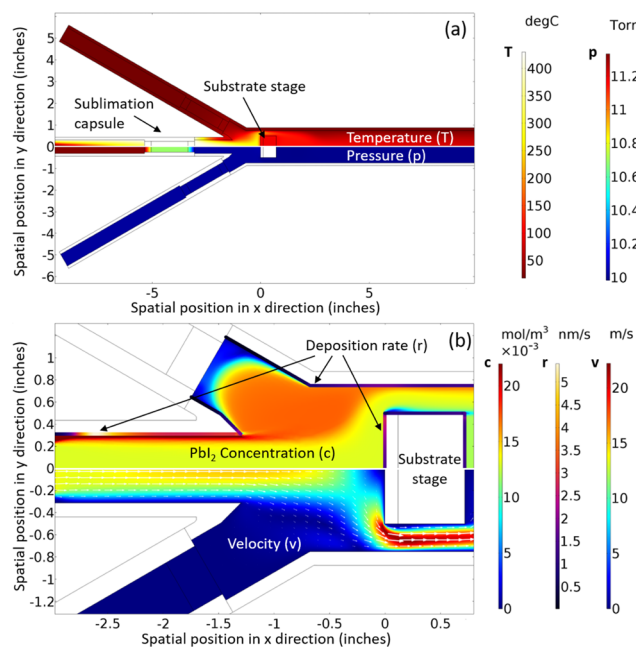 (a)
degC
Torr
T
p
Substrate stage
Sublimation
capsule
Temperature (T)
Pressure (p)
Spatial position in y direction (inches)
5
4
3
2
1
0
-1
-2
-3
-4
-5
-6
-5
0
5
Spatial position in x direction (inches)
400
350
300
250
200
150
100
50
11.2
11
10.8
10.6
10.4
10.2
10
(b)
mol/m³
×10⁻³
nm/s
m/s
c
r
v
Deposition rate (r)
PbI₂ Concentration (c)
Substrate
stage
Velocity (v)
Spatial position in y direction (inches)
1
0.8
0.6
0.4
0.2
0
-0.2
-0.4
-0.6
-0.8
-1
-1.2
-2.5
-2
-1.5
-1
-0.5
0
0.5
Spatial position in x direction (inches)
20
15
10
5
0
5
4.5
4
3.5
3
2.5
2
1.5
1
0.5
20
15
10
5
0